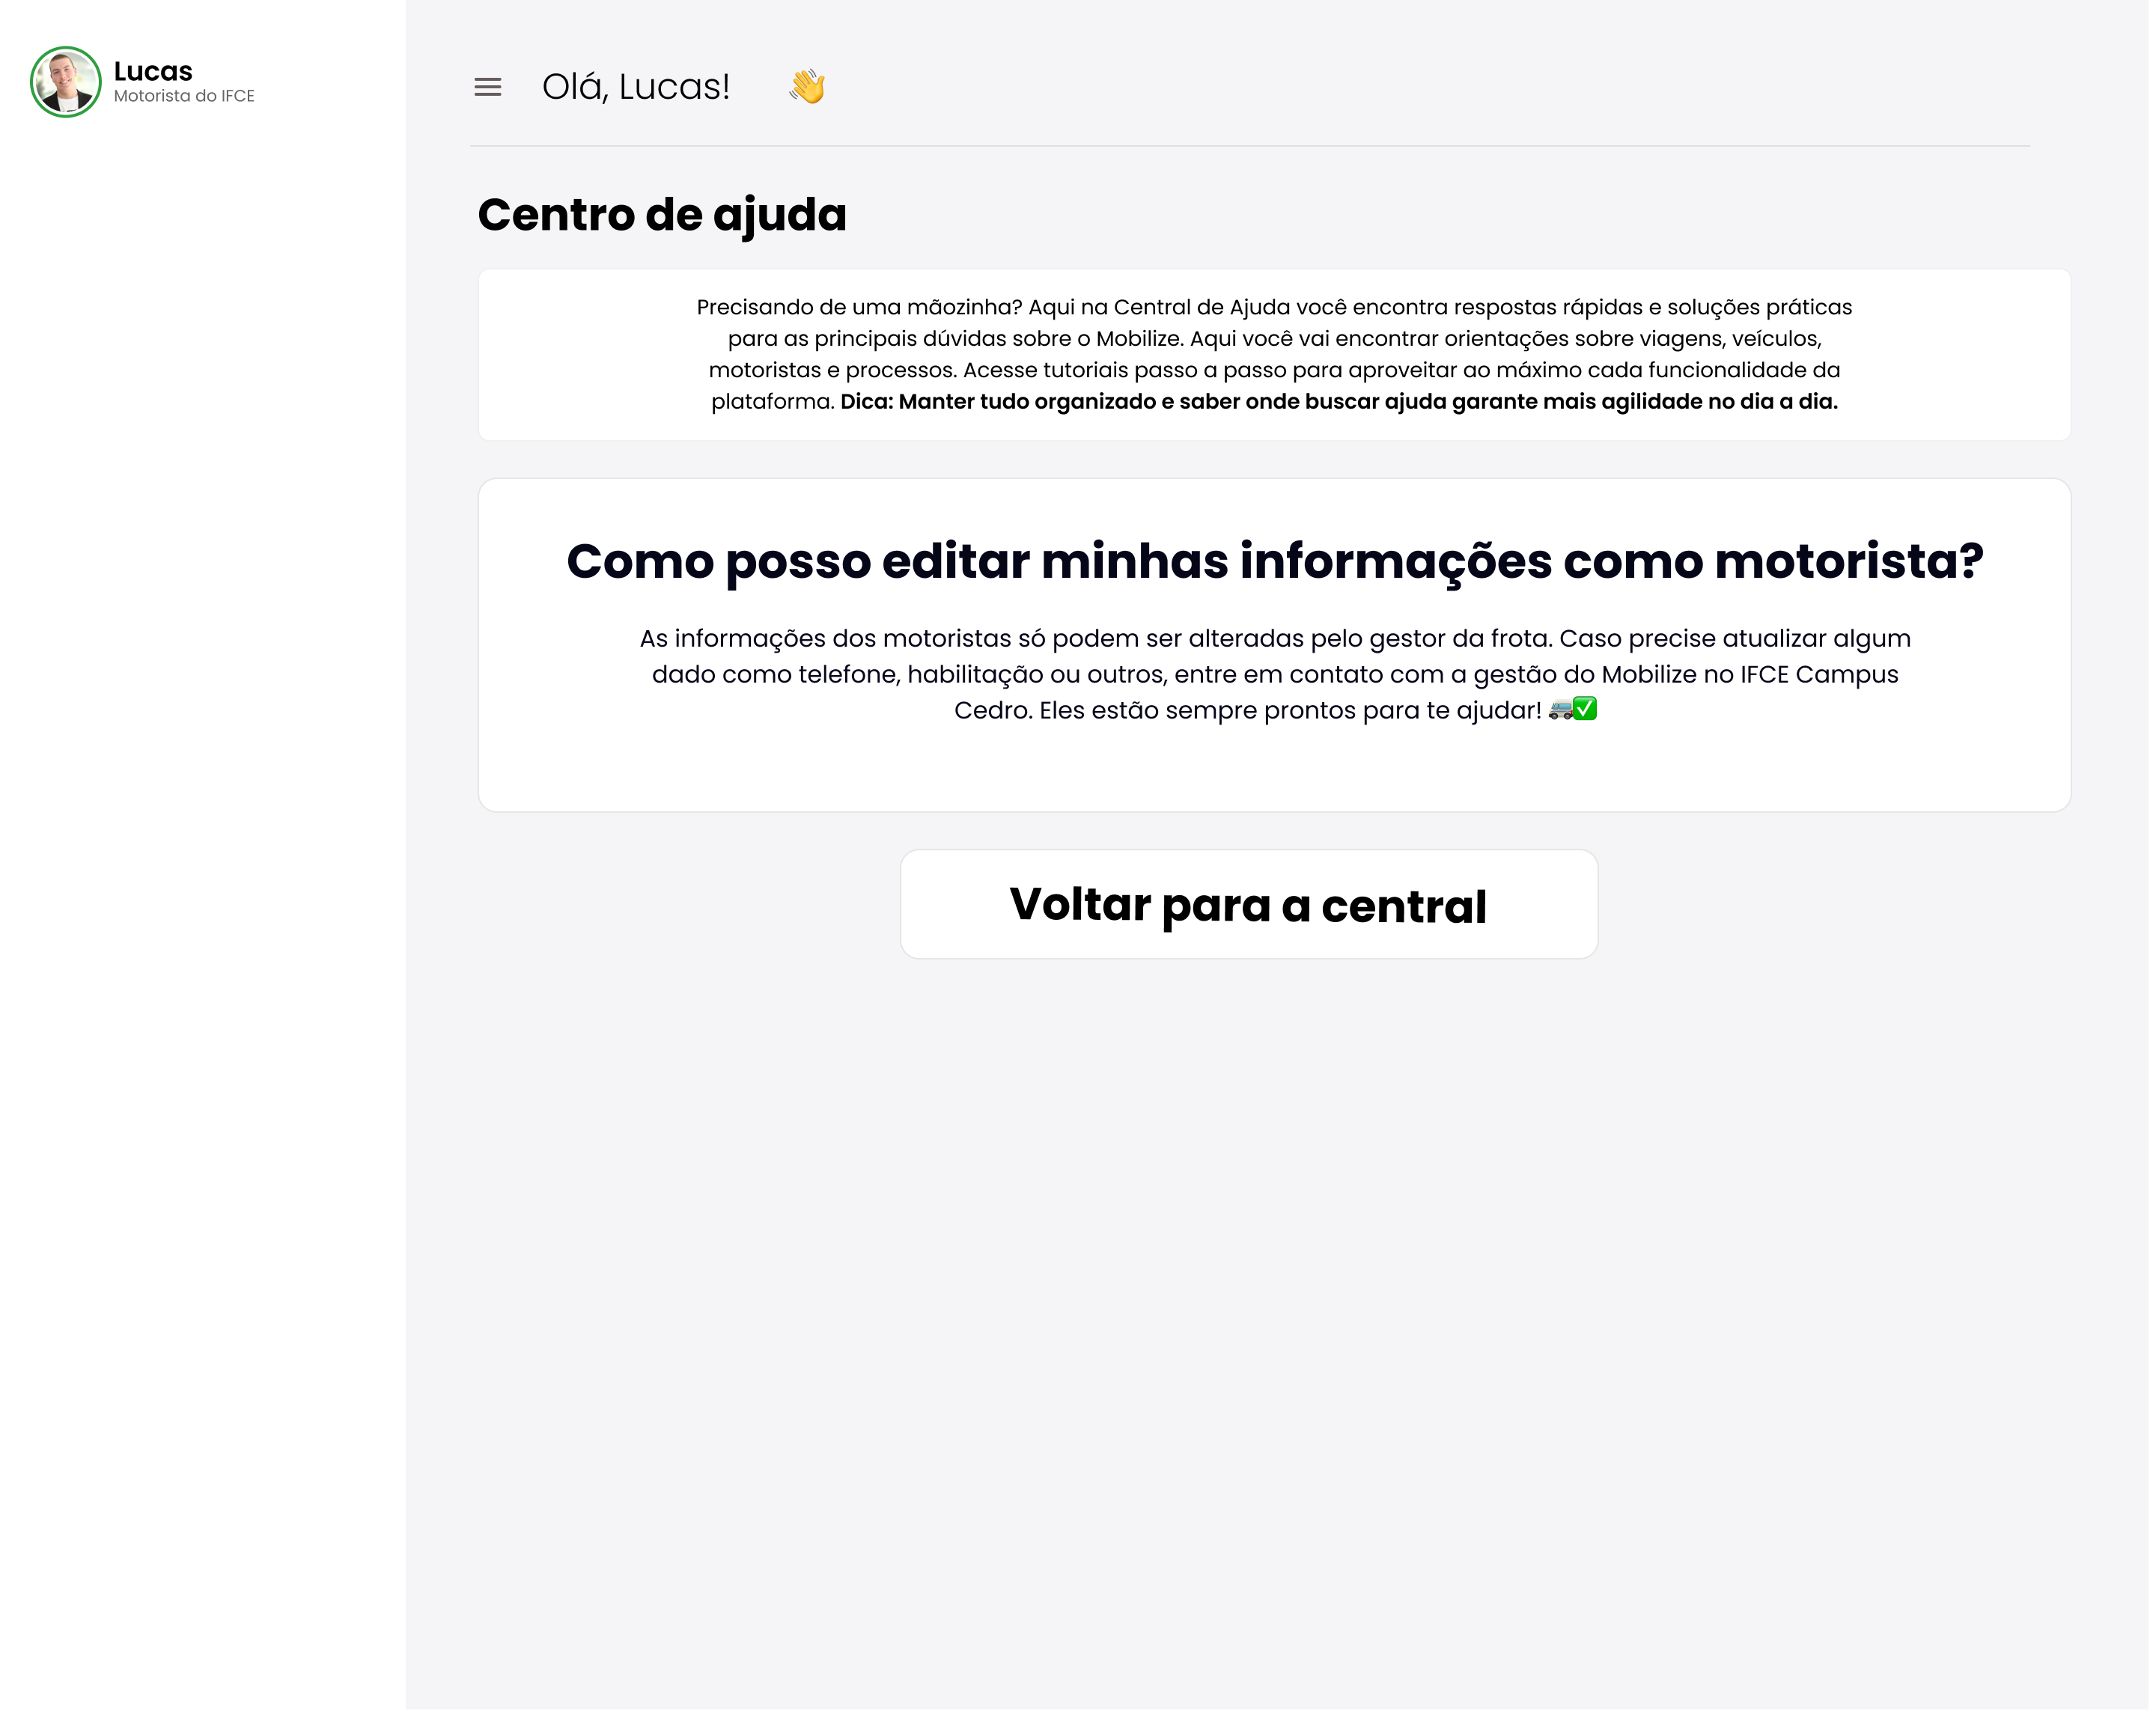 Lucas
Motorista do IFCE
Olá, Lucas! 👋
Centro de ajuda
Precisando de uma mãozinha? Aqui na Central de Ajuda você encontra respostas rápidas e soluções práticas
para as principais dúvidas sobre o Mobilize. Aqui você vai encontrar orientações sobre viagens, veículos,
motoristas e processos. Acesse tutoriais passo a passo para aproveitar ao máximo cada funcionalidade da
plataforma. Dica: Manter tudo organizado e saber onde buscar ajuda garante mais agilidade no dia a dia.
Como posso editar minhas informações como motorista?
As informações dos motoristas só podem ser alteradas pelo gestor da frota. Caso precise atualizar algum
dado como telefone, habilitação ou outros, entre em contato com a gestão do Mobilize no IFCE Campus
Cedro. Eles estão sempre prontos para te ajudar! 🚐✅
Voltar para a central